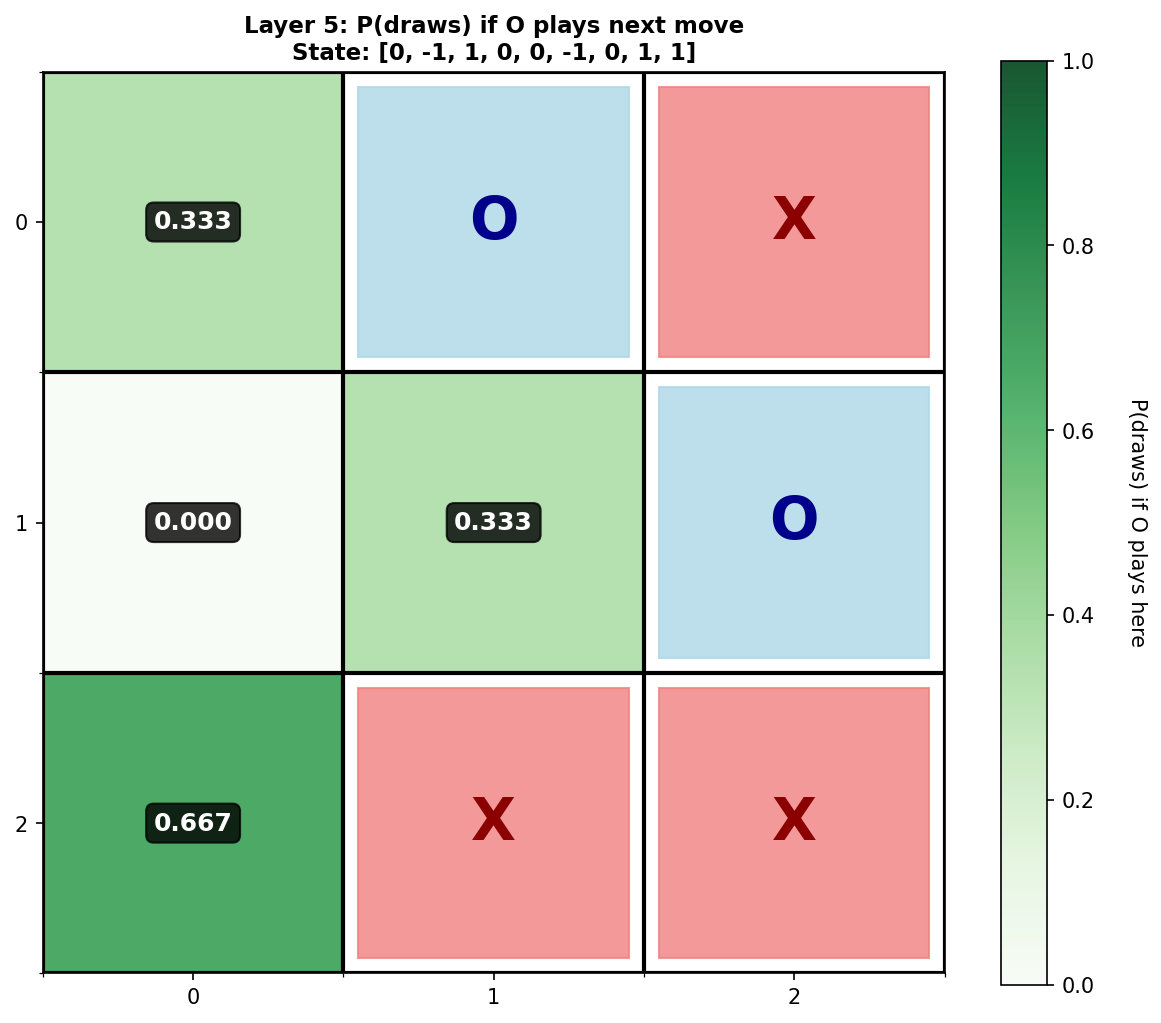 Layer 5: P(draws) if O plays next move
State: [0, -1, 1, 0, 0, -1, 0, 1, 1]
0
0.333
O
X
1
0.000
0.333
O
2
0.667
X
X
0
1
2
1.0
0.8
0.6
0.4
0.2
0.0
P(draws) if O plays here